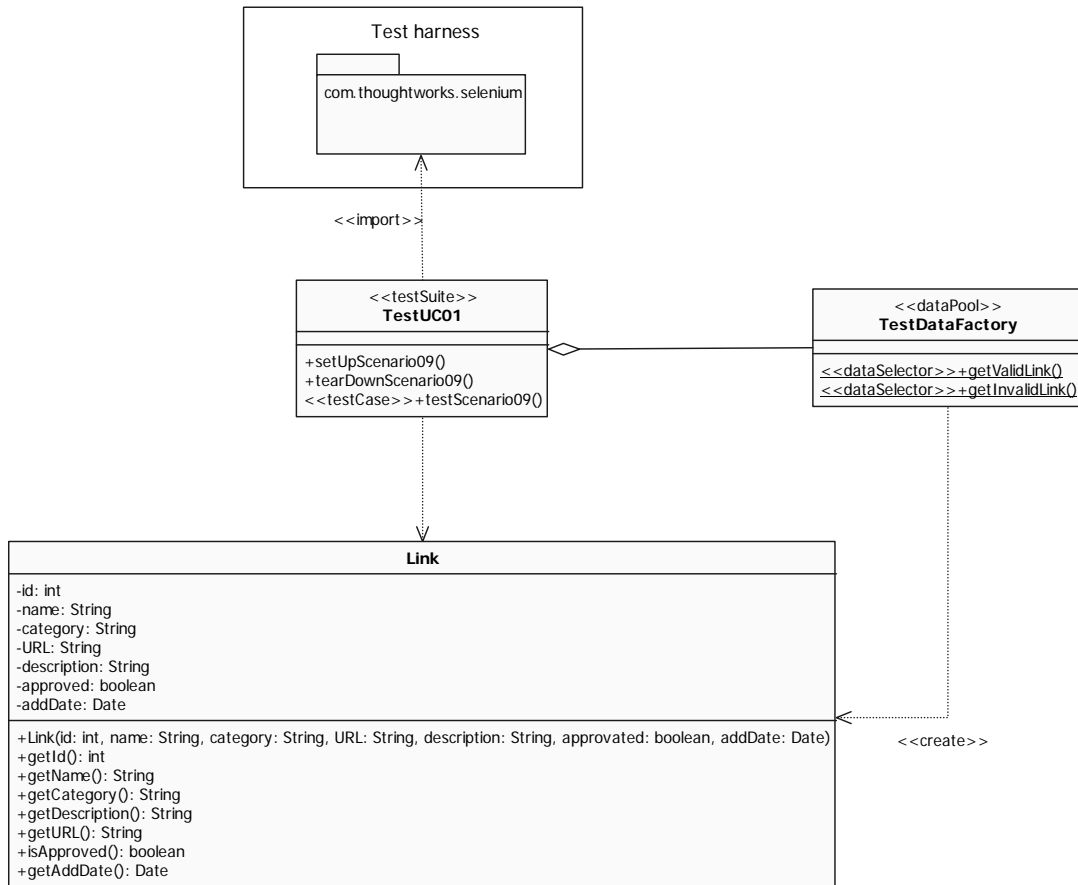 Test harness
com.thoughtworks.selenium
<<import>>
<<testSuite>>
TestUC01
+setUpScenario09()
+tearDownScenario09()
<<testCase>>+testScenario09()
<<dataPool>>
TestDataFactory
<<dataSelector>>+getValidLink()
<<dataSelector>>+getInvalidLink()
Link
-id: int
-name: String
-category: String
-URL: String
-description: String
-approved: boolean
-addDate: Date
+Link(id: int, name: String, category: String, URL: String, description: String, approvated: boolean, addDate: Date)
+getId(): int
+getName(): String
+getCategory(): String
+getDescription(): String
+getURL(): String
+isApproved(): boolean
+getAddDate(): Date
<<create>>